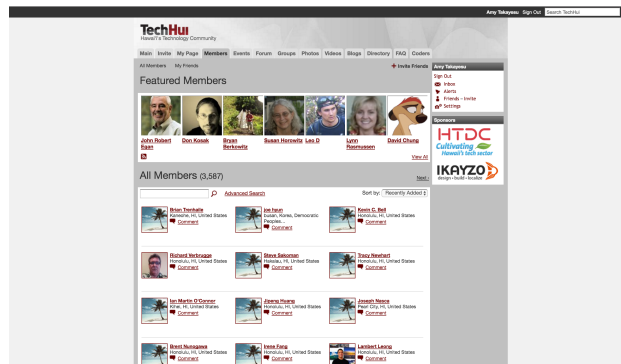 Amy Takayesu Sign Out Search TechHui
TechHui
Hawaii's Technology Community
Main Invite My Page Members Events Forum Groups Photos Videos Blogs Directory FAQ Coders
All Members My Friends + Invite Friends
Featured Members
John Robert Egan
Don Kosak
Bryan Berkowitz
Susan Horowitz
Leo D
Lynn Rasmussen
David Chung
View All
All Members (3,587)
Next ›
Advanced Search
Sort by: Recently Added
Brian Trenhaile
Kaneohe, HI, United States
Comment
joe haun
busan, Korea, Democratic Peoples...
Comment
Kevin C. Bell
Honolulu, HI, United States
Comment
Richard Verbrugge
Honolulu, HI, United States
Comment
Steve Sakoman
Hakalau, HI, United States
Comment
Tracy Newhart
Honolulu, HI, United States
Comment
Ian Martin O'Connor
Kihei, HI, United States
Comment
Jipeng Huang
Honolulu, HI, United States
Comment
Joseph Nasca
Pearl City, HI, United States
Comment
Brent Nunogawa
Honolulu, HI, United States
Comment
Irene Fang
Honolulu, HI, United States
Comment
Lambert Leong
Honolulu, HI, United States
Comment
Amy Takayesu
Sign Out
Inbox
Alerts
Friends – Invite
Settings
Sponsors
HTDC
Cultivating
Hawaii's tech sector
IKAYZO
design · build · localize